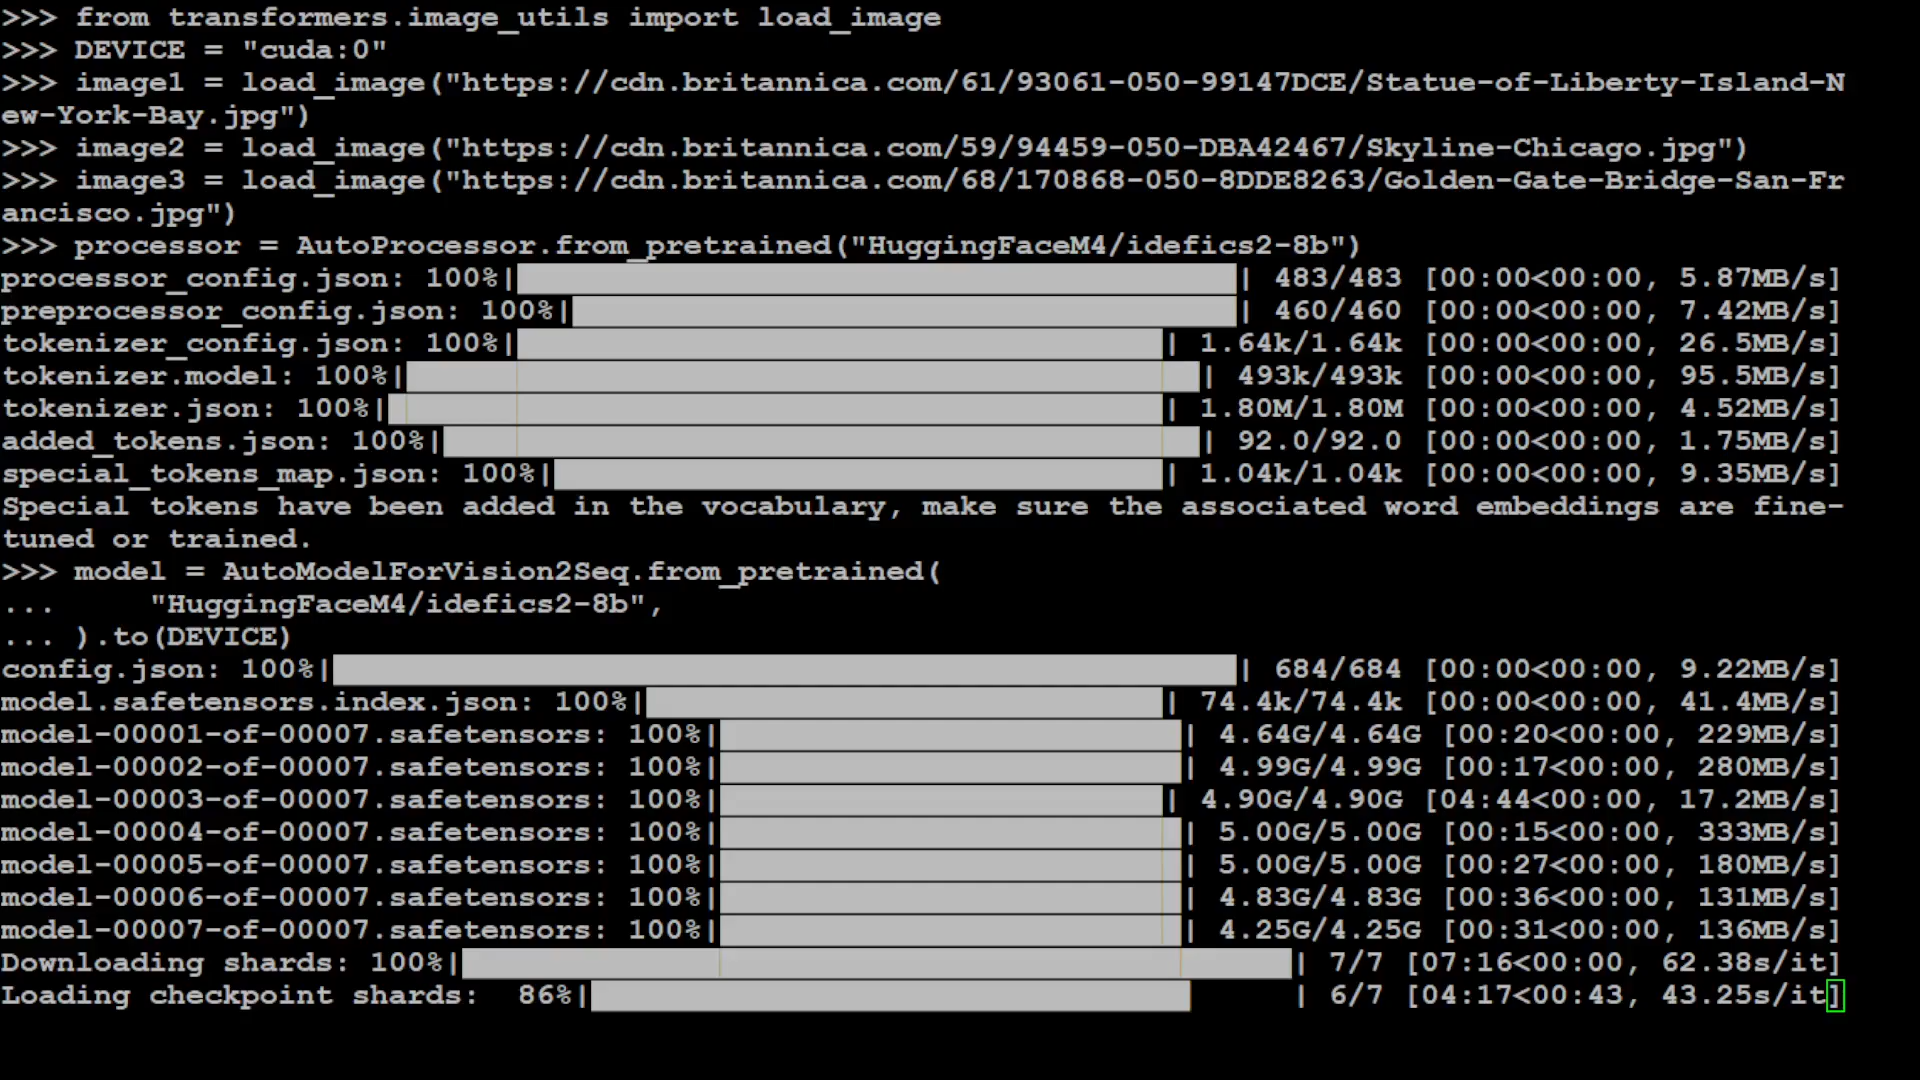 >>> from transformers.image_utils import load_image
>>> DEVICE = "cuda:0"
>>> image1 = load_image("https://cdn.britannica.com/61/93061-050-99147DCE/Statue-of-Liberty-Island-N
ew-York-Bay.jpg")
>>> image2 = load_image("https://cdn.britannica.com/59/94459-050-DBA42467/Skyline-Chicago.jpg")
>>> image3 = load_image("https://cdn.britannica.com/68/170868-050-8DDE8263/Golden-Gate-Bridge-San-Fr
ancisco.jpg")
>>> processor = AutoProcessor.from_pretrained("HuggingFaceM4/idefics2-8b")
processor_config.json: 100%| | 483/483 [00:00<00:00, 5.87MB/s]
preprocessor_config.json: 100%| | 460/460 [00:00<00:00, 7.42MB/s]
tokenizer_config.json: 100%| | 1.64k/1.64k [00:00<00:00, 26.5MB/s]
tokenizer.model: 100%| | 493k/493k [00:00<00:00, 95.5MB/s]
tokenizer.json: 100%| | 1.80M/1.80M [00:00<00:00, 4.52MB/s]
added_tokens.json: 100%| | 92.0/92.0 [00:00<00:00, 1.75MB/s]
special_tokens_map.json: 100%| | 1.04k/1.04k [00:00<00:00, 9.35MB/s]
Special tokens have been added in the vocabulary, make sure the associated word embeddings are fine-
tuned or trained.
>>> model = AutoModelForVision2Seq.from_pretrained(
...     "HuggingFaceM4/idefics2-8b",
... ).to(DEVICE)
config.json: 100%| | 684/684 [00:00<00:00, 9.22MB/s]
model.safetensors.index.json: 100%| | 74.4k/74.4k [00:00<00:00, 41.4MB/s]
model-00001-of-00007.safetensors: 100%| | 4.64G/4.64G [00:20<00:00, 229MB/s]
model-00002-of-00007.safetensors: 100%| | 4.99G/4.99G [00:17<00:00, 280MB/s]
model-00003-of-00007.safetensors: 100%| | 4.90G/4.90G [04:44<00:00, 17.2MB/s]
model-00004-of-00007.safetensors: 100%| | 5.00G/5.00G [00:15<00:00, 333MB/s]
model-00005-of-00007.safetensors: 100%| | 5.00G/5.00G [00:27<00:00, 180MB/s]
model-00006-of-00007.safetensors: 100%| | 4.83G/4.83G [00:36<00:00, 131MB/s]
model-00007-of-00007.safetensors: 100%| | 4.25G/4.25G [00:31<00:00, 136MB/s]
Downloading shards: 100%| | 7/7 [07:16<00:00, 62.38s/it]
Loading checkpoint shards:  86%| | 6/7 [04:17<00:43, 43.25s/it]